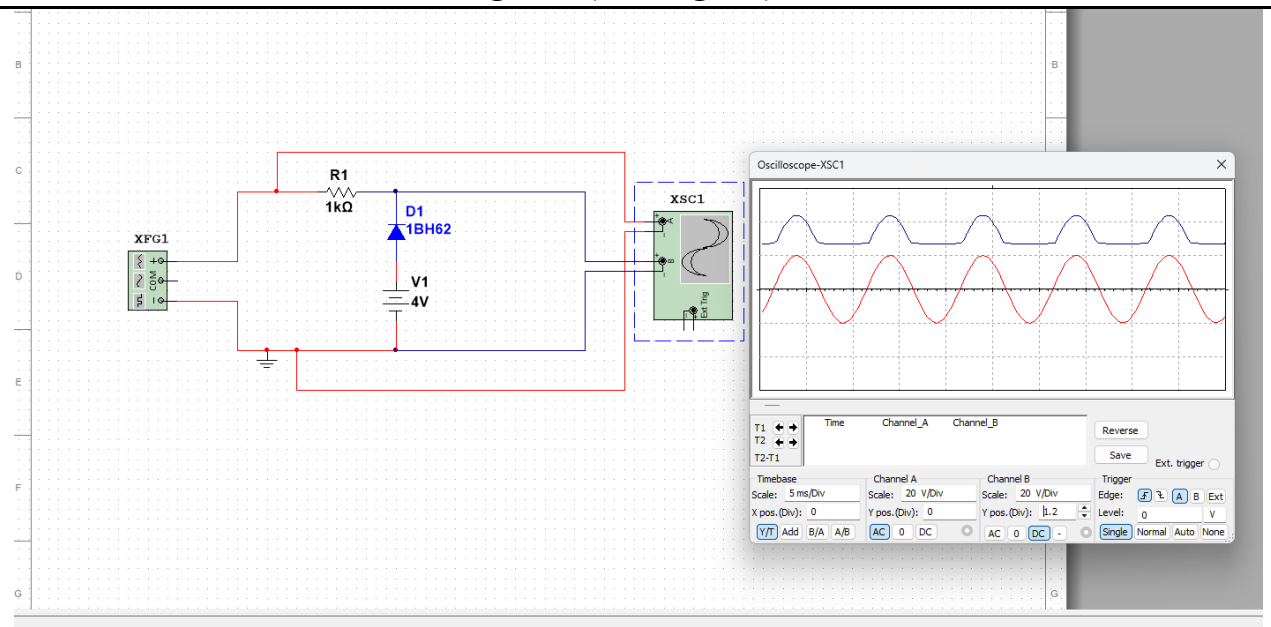 B
B
C
R1
1kΩ
D1
1BH62
XSC1
A
B
Ext Trig
XFG1
COM
D
V1
4V
E
E
F
G
G
Oscilloscope-XSC1
T1
T2
T2-T1
Time Channel_A Channel_B
Reverse
Save
Ext. trigger
Timebase
Scale: 5 ms/Div
X pos.(Div): 0
Y/T Add B/A A/B
Channel A
Scale: 20 V/Div
Y pos.(Div): 0
AC 0 DC
Channel B
Scale: 20 V/Div
Y pos.(Div): 1.2
AC 0 DC -
Trigger
Edge: A B Ext
Level: 0 V
Single Normal Auto None